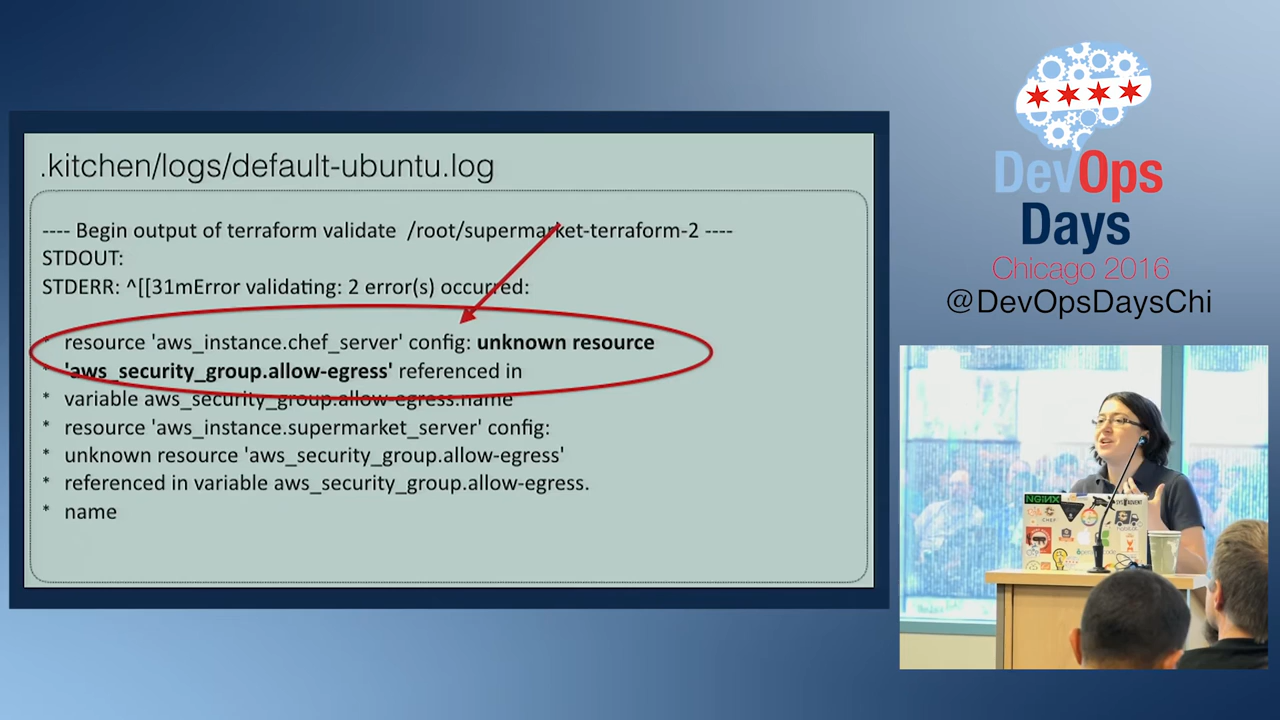 .kitchen/logs/default-ubuntu.log
---- Begin output of terraform validate /root/supermarket-terraform-2 ----
STDOUT:
STDERR: ^[[31mError validating: 2 error(s) occurred:
* resource 'aws_instance.chef_server' config: unknown resource
* 'aws_security_group.allow-egress' referenced in
* variable aws_security_group.allow-egress.name
* resource 'aws_instance.supermarket_server' config:
* unknown resource 'aws_security_group.allow-egress'
* referenced in variable aws_security_group.allow-egress.
* name
DevOps
Days
Chicago 2016
@DevOpsDaysChi
NGINX
CHEF